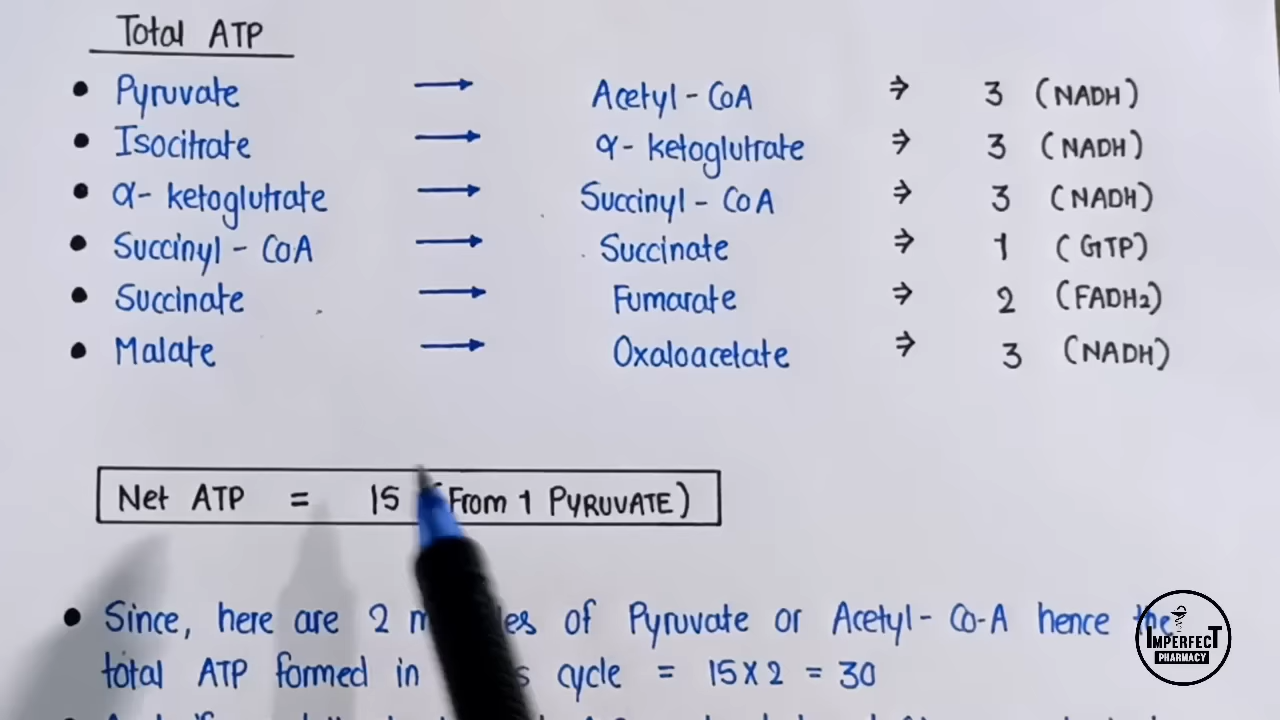 Total ATP
• Pyruvate → Acetyl-CoA ⇒ 3 (NADH)
• Isocitrate → α-ketoglutrate ⇒ 3 (NADH)
• α-ketoglutrate → Succinyl-CoA ⇒ 3 (NADH)
• Succinyl-CoA → Succinate ⇒ 1 (GTP)
• Succinate → Fumarate ⇒ 2 (FADH2)
• Malate → Oxaloacetate ⇒ 3 (NADH)
Net ATP = 15 (From 1 PYRUVATE)
• Since, here are 2 of Pyruvate or Acetyl-Co-A hence the
total ATP formed in cycle = 15X2 = 30
IMPERFECT
PHARMACY